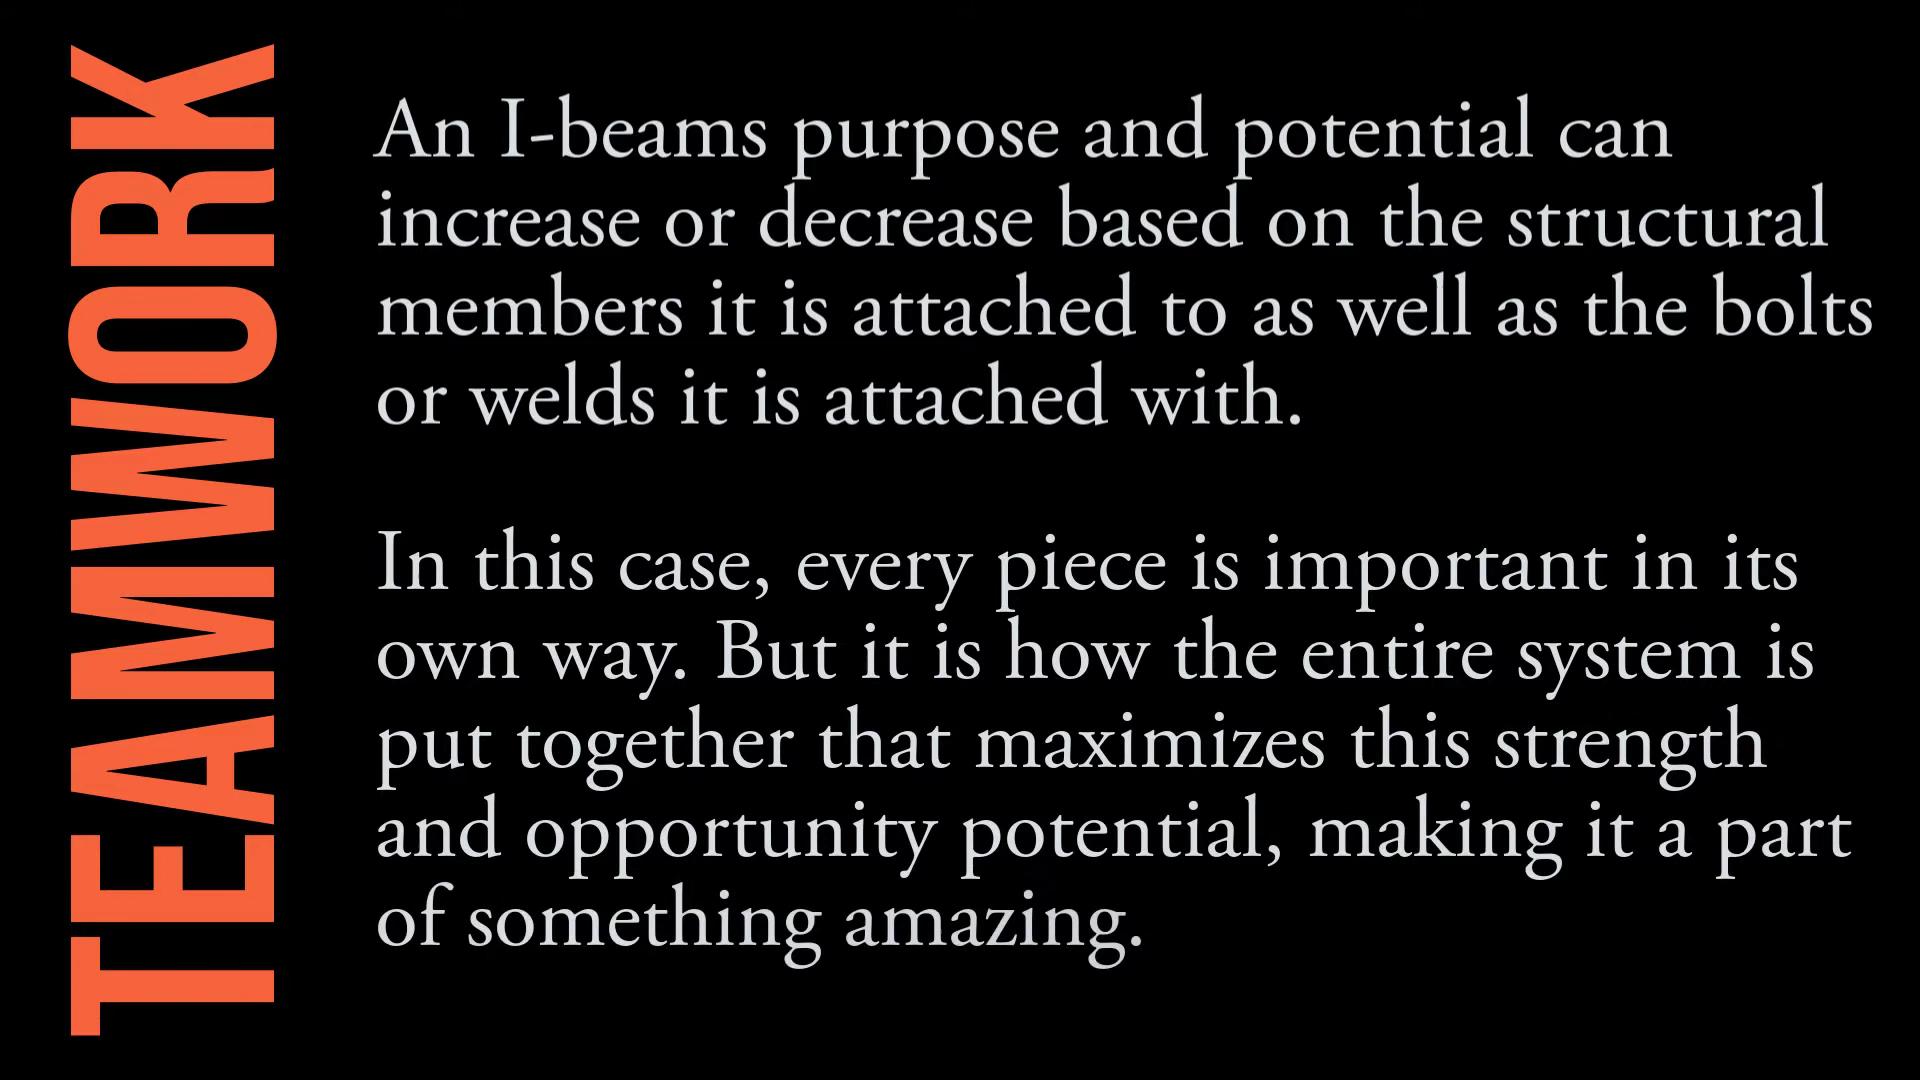 TEAMWORK
An I-beams purpose and potential can
increase or decrease based on the structural
members it is attached to as well as the bolts
or welds it is attached with.
In this case, every piece is important in its
own way. But it is how the entire system is
put together that maximizes this strength
and opportunity potential, making it a part
of something amazing.